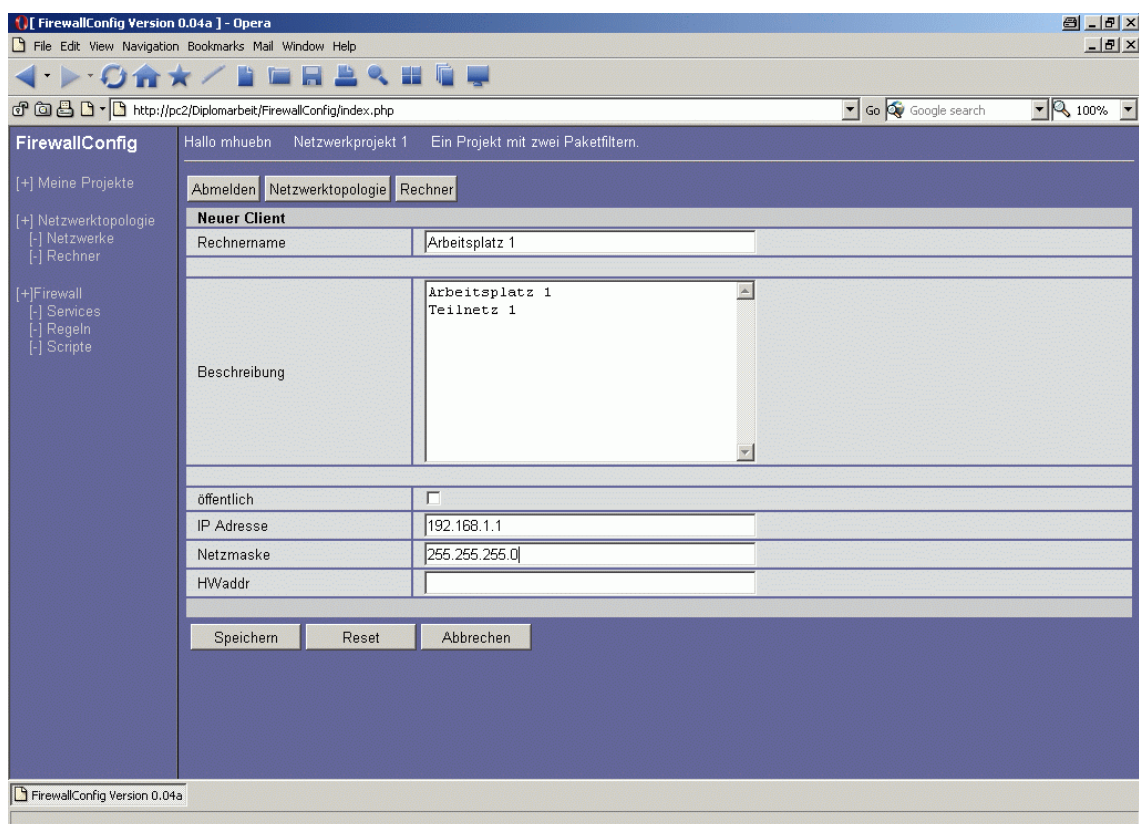 [ FirewallConfig Version 0.04a ] - Opera
File Edit View Navigation Bookmarks Mail Window Help
http://pc2/Diplomarbeit/FirewallConfig/index.php Go Google search 100%
FirewallConfig
[+] Meine Projekte
[+] Netzwerktopologie
[-] Netzwerke
[-] Rechner
[+]Firewall
[-] Services
[-] Regeln
[-] Scripte
Hallo mhuebn Netzwerkprojekt 1 Ein Projekt mit zwei Paketfiltern.
Abmelden Netzwerktopologie Rechner
Neuer Client
Rechnername Arbeitsplatz 1
Beschreibung
Arbeitsplatz 1
Teilnetz 1
öffentlich
IP Adresse 192.168.1.1
Netzmaske 255.255.255.0
HWaddr
Speichern Reset Abbrechen
FirewallConfig Version 0.04a